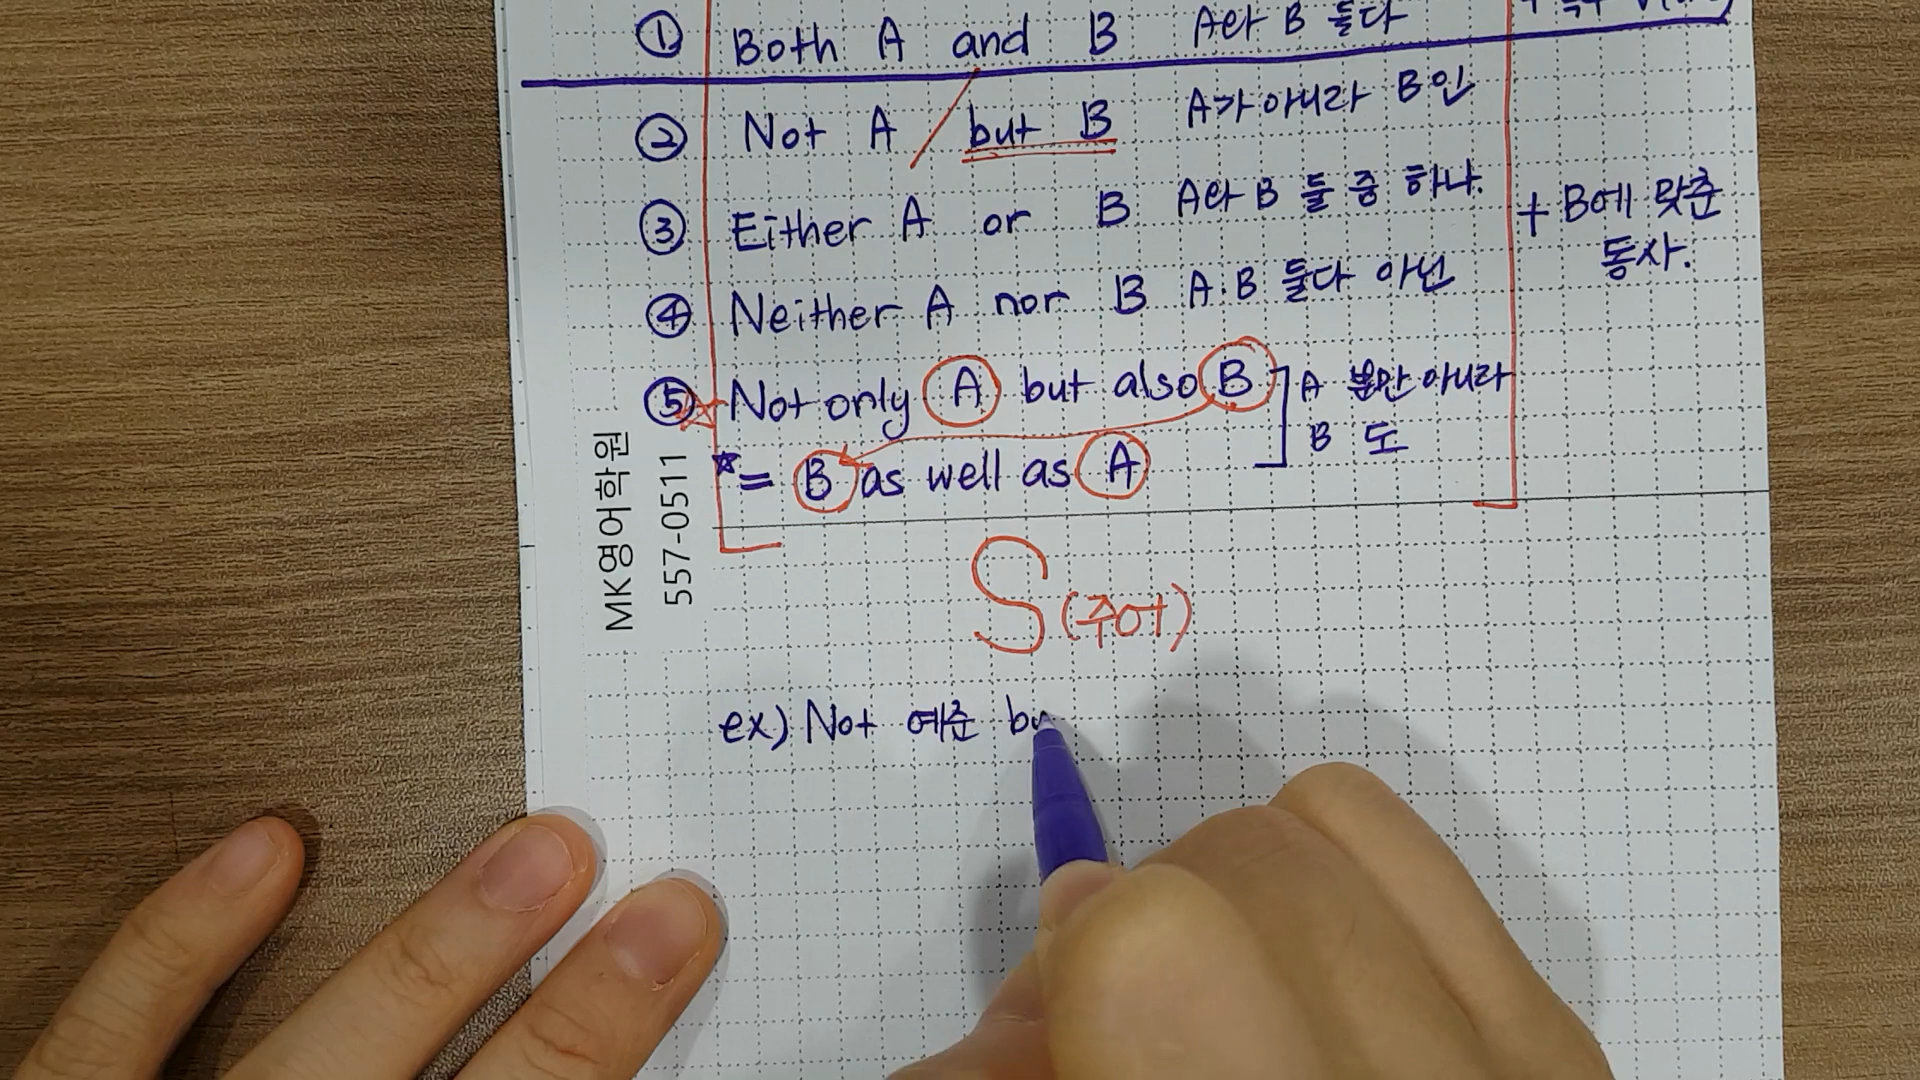 ① Both A and B A와 B 둘다
② Not A / but B A가 아니라 B인
③ Either A or B A와 B 둘 중 하나.
+ B에 맞춘
동사.
④ Neither A nor B A.B 둘다 아닌
⑤ Not only A but also B A 뿐만 아니라
= B as well as A B 도
S (주어)
ex) Not 예준 bu
MK영어학원
557-0511